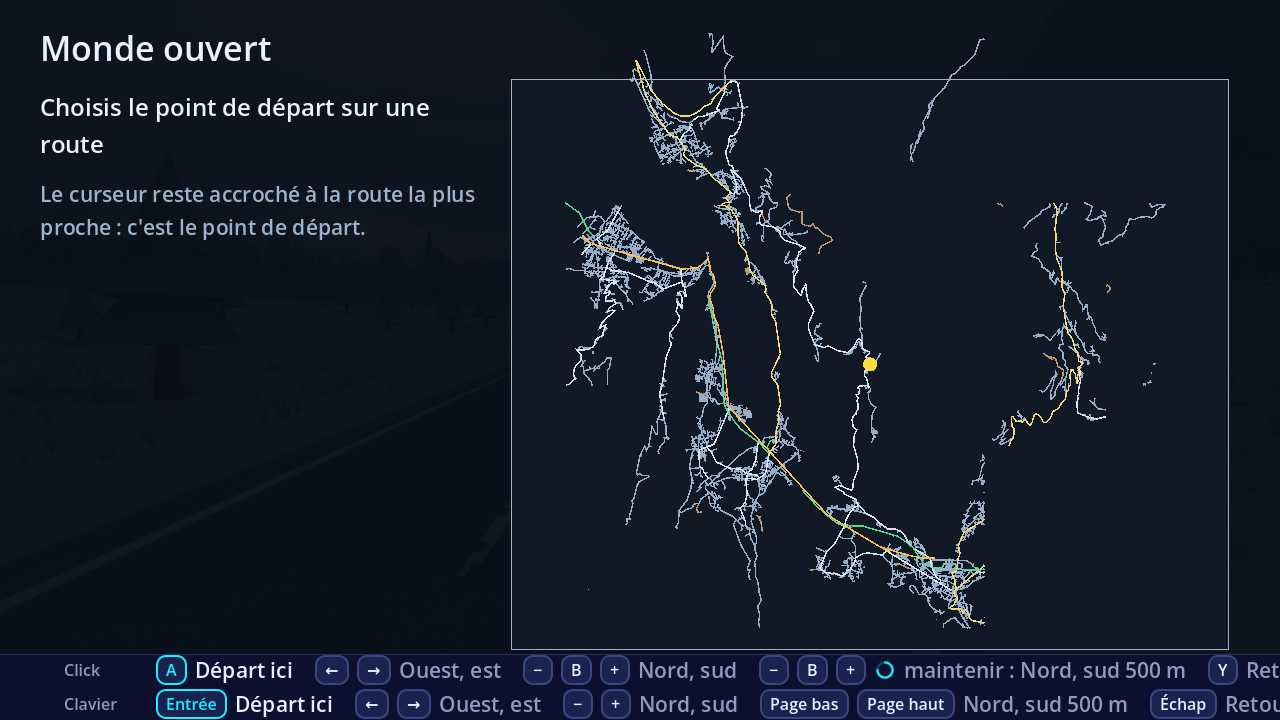 Monde ouvert
Choisis le point de départ sur une
route
Le curseur reste accroché à la route la plus
proche : c'est le point de départ.
Click A Départ ici ← → Ouest, est − B + Nord, sud − B + maintenir : Nord, sud 500 m Y Ret
Clavier Entrée Départ ici ← → Ouest, est − + Nord, sud Page bas Page haut Nord, sud 500 m Échap Retou